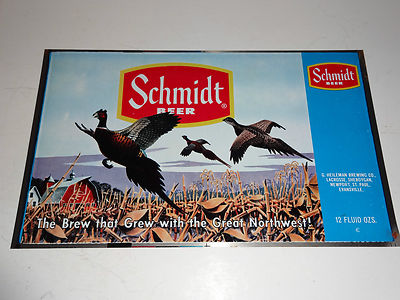 Schmidt®
BEER
The Brew that Grew with the Great Northwest!
Schmidt
BEER
G. HEILEMAN BREWING CO.,
LACROSSE, SHEBOYGAN,
NEWPORT, ST. PAUL,
EVANSVILLE
12 FLUID OZS.
C